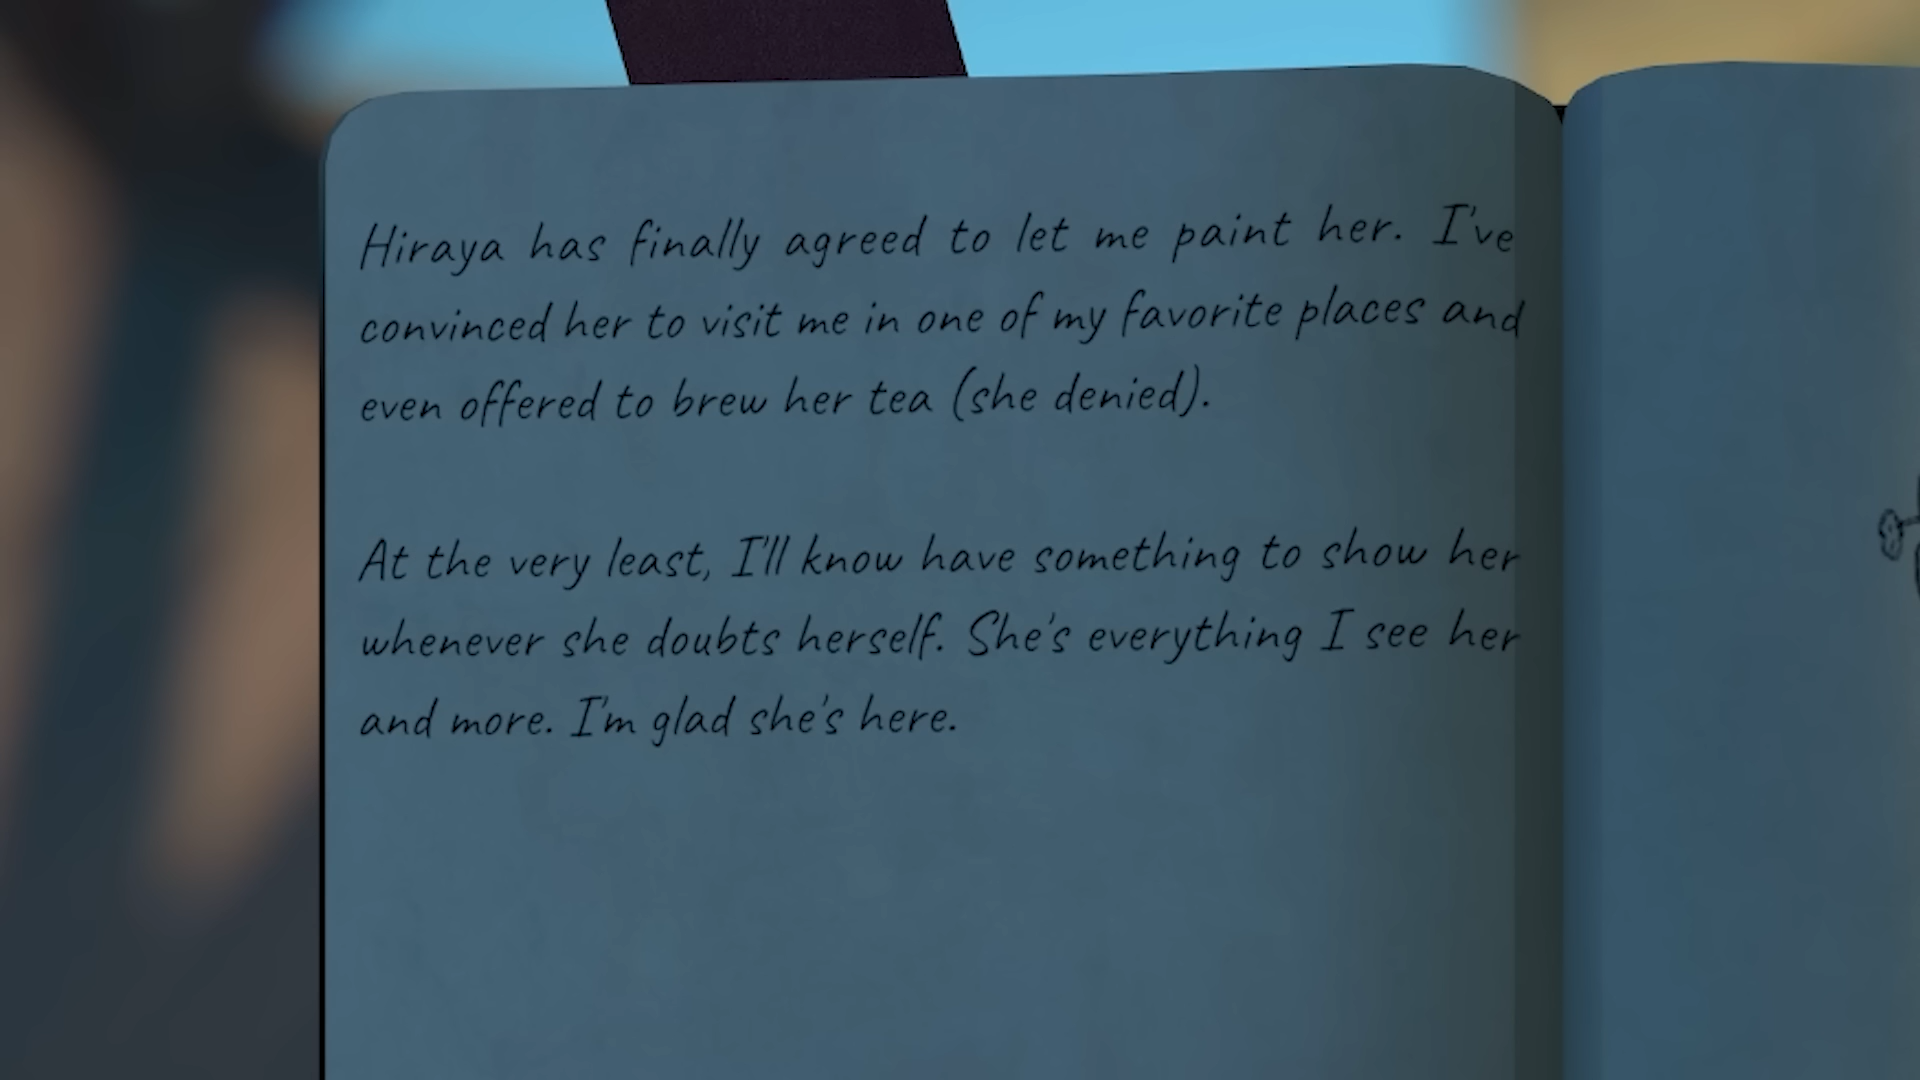 Hiraya has finally agreed to let me paint her. I've
convinced her to visit me in one of my favorite places and
even offered to brew her tea (she denied).
At the very least, I'll know have something to show her
whenever she doubts herself. She's everything I see her
and more. I'm glad she's here.